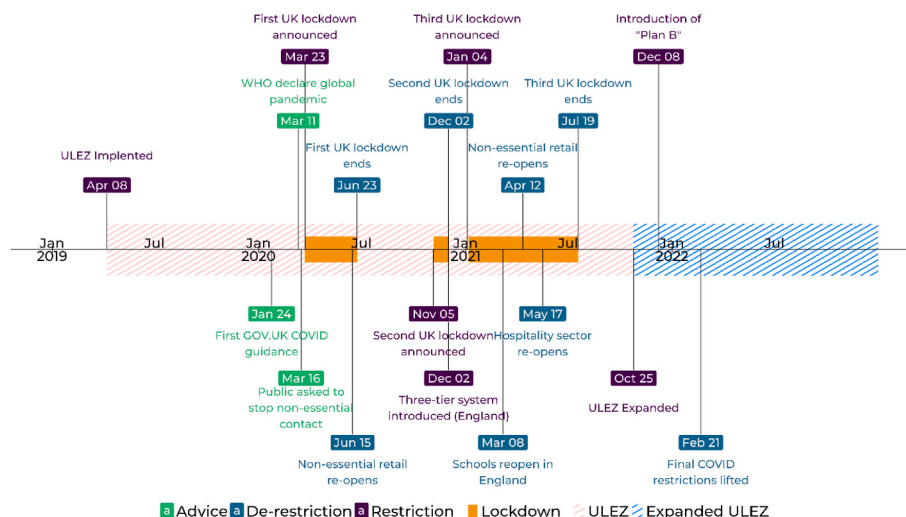 First UK lockdown
announced
Mar 23
Third UK lockdown
announced
Jan 04
Introduction of
"Plan B"
Dec 08
WHO declare global
pandemic
Mar 11
Second UK lockdown
ends
Dec 02
Third UK lockdown
ends
Jul 19
ULEZ Implented
Apr 08
First UK lockdown
ends
Jun 23
Non-essential retail
re-opens
Apr 12
Jan
2019
Jul
Jan
2020
Jul
Jan
2021
Jul
Jan
2022
Jul
Jan 24
First GOV.UK COVID
guidance
Nov 05
Second UK lockdown
announced
May 17
Hospitality sector
re-opens
Mar 16
Public asked to
stop non-essential
contact
Dec 02
Three-tier system
introduced (England)
Oct 25
ULEZ Expanded
Jun 15
Non-essential retail
re-opens
Mar 08
Schools reopen in
England
Feb 21
Final COVID
restrictions lifted
a Advice a De-restriction a Restriction Lockdown ULEZ Expanded ULEZ